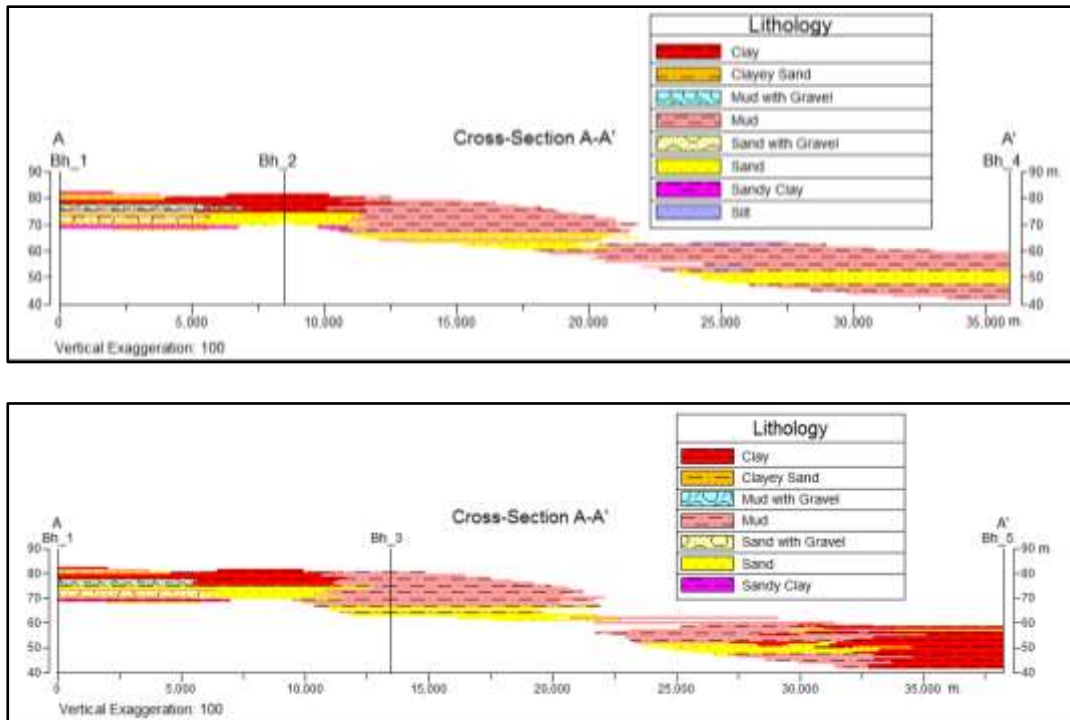 Lithology
Clay
Clayey Sand
Mud with Gravel
Mud
Sand with Gravel
Sand
Sandy Clay
Silt
Cross-Section A-A'
A
Bh_1
Bh_2
A'
Bh_4
90
80
70
60
50
40
90 m.
80
70
60
50
40
0
5.000
10.000
15.000
20.000
25.000
30.000
35.000 m.
Vertical Exaggeration: 100
Lithology
Clay
Clayey Sand
Mud with Gravel
Mud
Sand with Gravel
Sand
Sandy Clay
Cross-Section A-A'
A
Bh_1
Bh_3
A'
Bh_5
90
80
70
60
50
40
90 m.
80
70
60
50
40
0
5.000
10.000
15.000
20.000
25.000
30.000
35.000 m.
Vertical Exaggeration: 100